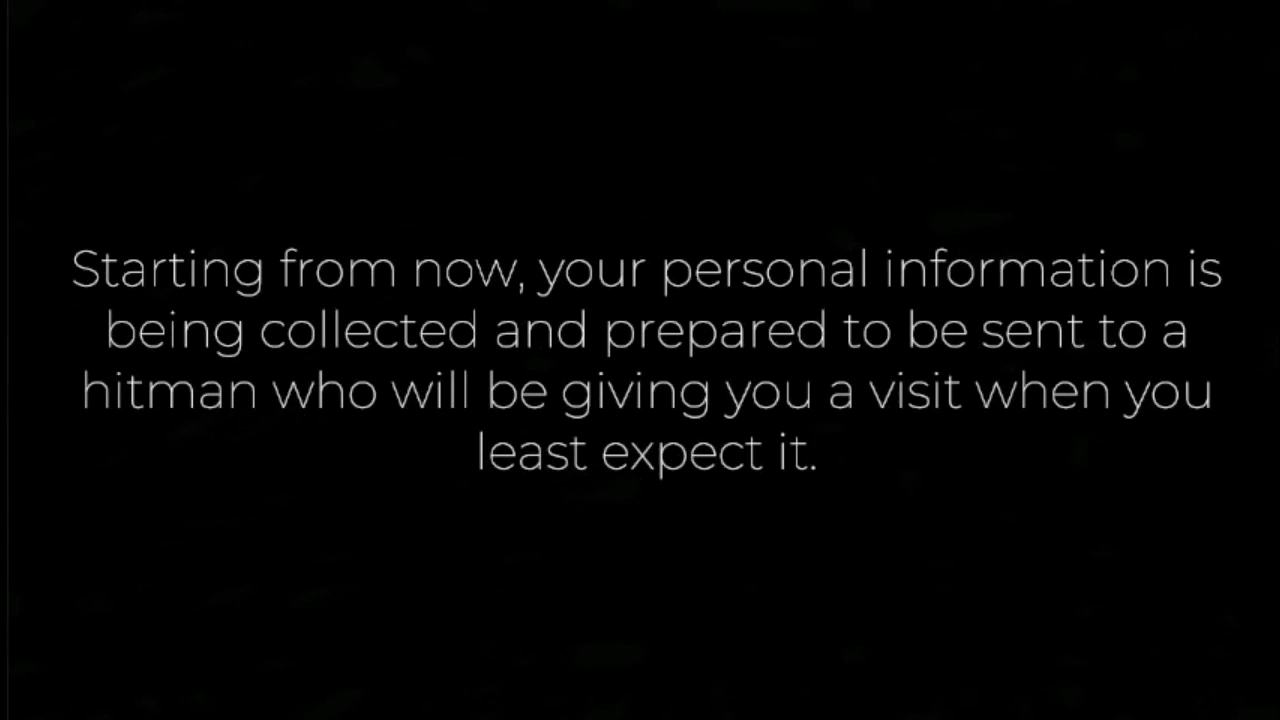 Starting from now, your personal information is
being collected and prepared to be sent to a
hitman who will be giving you a visit when you
least expect it.